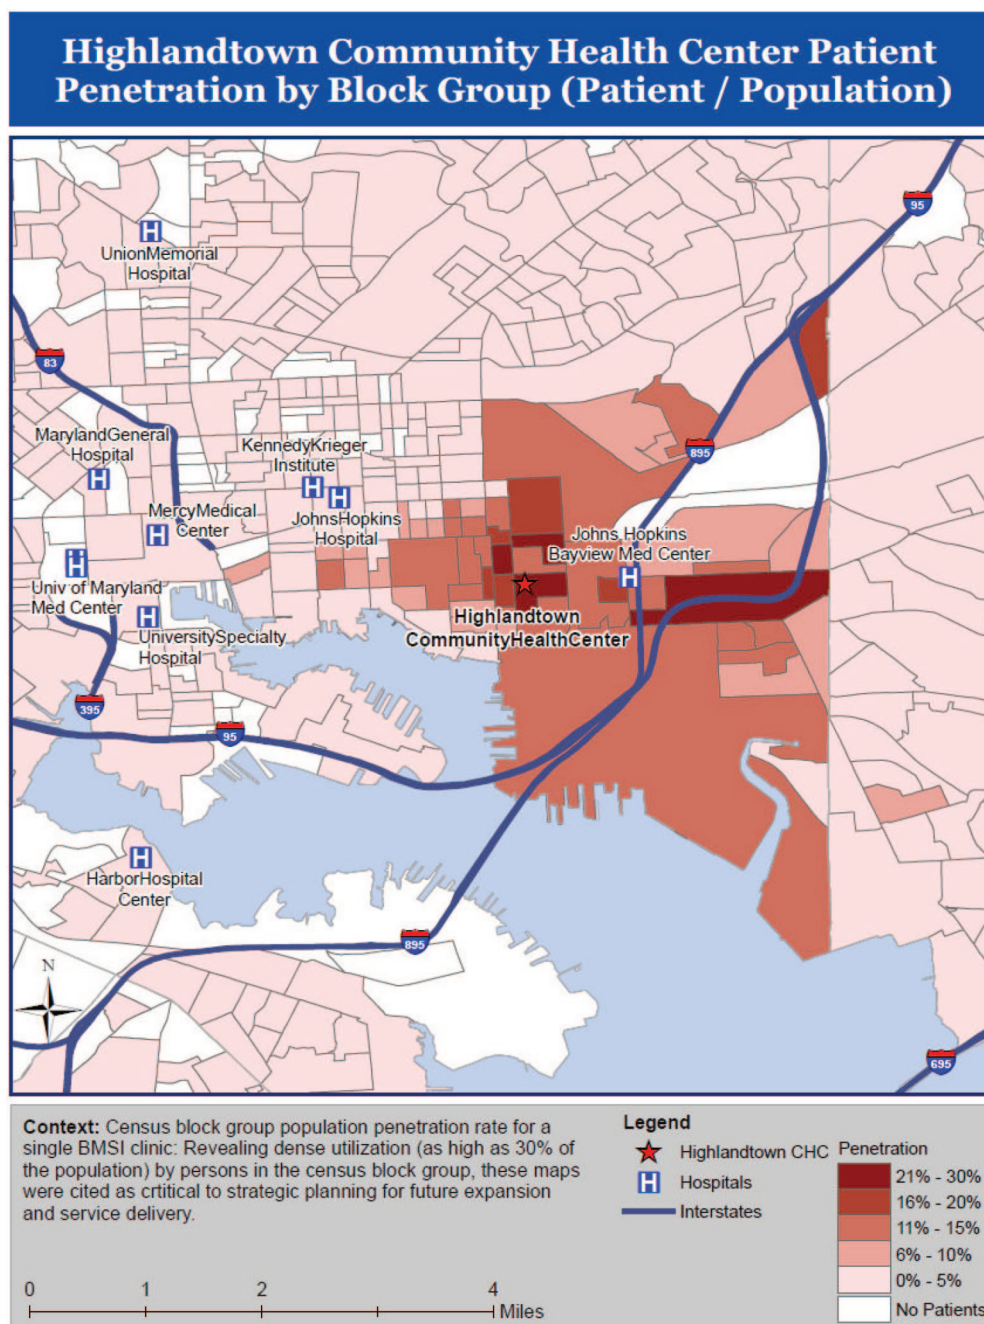 Highlandtown Community Health Center Patient
Penetration by Block Group (Patient / Population)
95
UnionMemorial
Hospital
83
MarylandGeneral
Hospital
KennedyKrieger
Institute
895
MercyMedical
Center
JohnsHopkins
Hospital
Johns Hopkins
Bayview Med Center
Univ of Maryland
Med Center
Highlandtown
CommunityHealthCenter
UniversitySpecialty
Hospital
395
95
HarborHospital
Center
895
N
695
Context: Census block group population penetration rate for a
single BMSI clinic: Revealing dense utilization (as high as 30% of
the population) by persons in the census block group, these maps
were cited as crtitical to strategic planning for future expansion
and service delivery.
0 1 2 4
Miles
Legend
Highlandtown CHC
H Hospitals
Interstates
Penetration
21% - 30%
16% - 20%
11% - 15%
6% - 10%
0% - 5%
No Patients